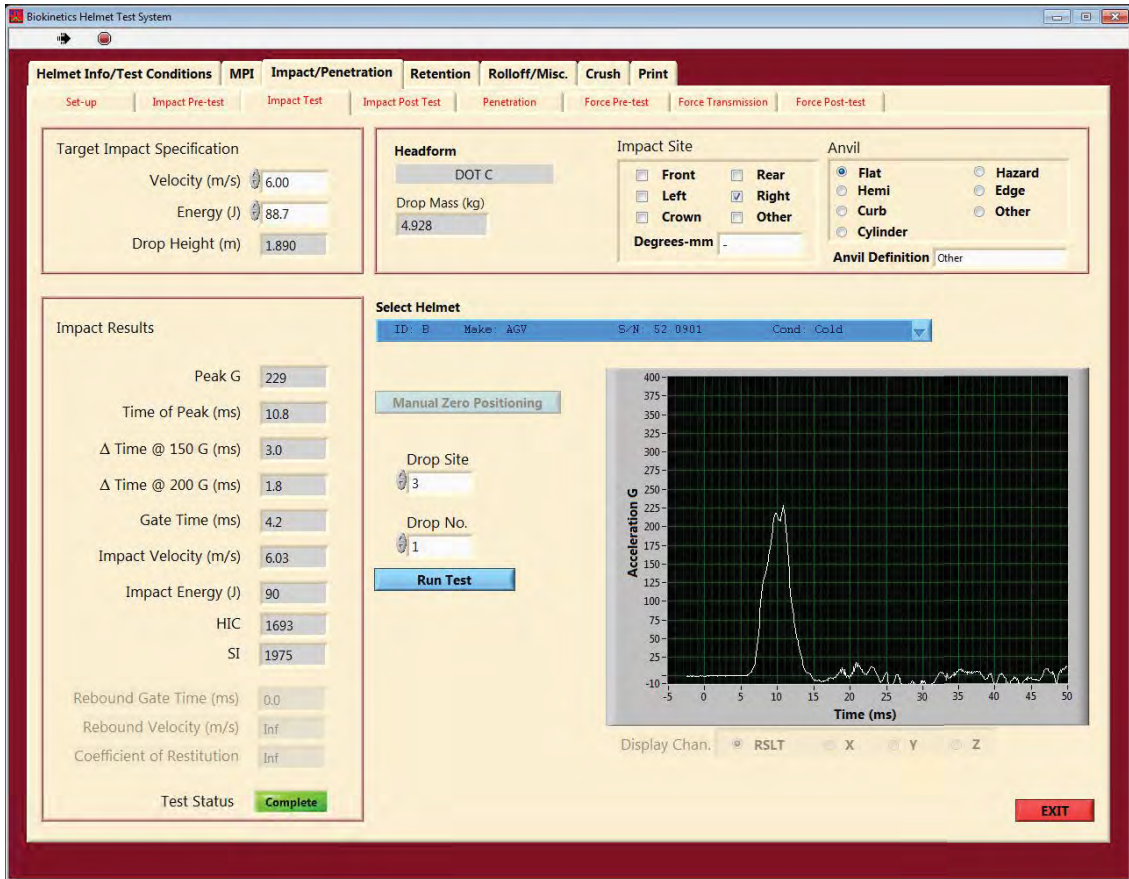 Biokinetics Helmet Test System
Helmet Info/Test Conditions MPI Impact/Penetration Retention Rolloff/Misc. Crush Print
Set-up Impact Pre-test Impact Test Impact Post Test Penetration Force Pre-test Force Transmission Force Post-test
Target Impact Specification
Velocity (m/s) 6.00
Energy (J) 88.7
Drop Height (m) 1.890
Headform
DOT C
Drop Mass (kg)
4.928
Impact Site
Front Rear
Left Right
Crown Other
Degrees-mm -
Anvil
Flat Hazard
Hemi Edge
Curb Other
Cylinder
Anvil Definition Other
Impact Results
Peak G 229
Time of Peak (ms) 10.8
Δ Time @ 150 G (ms) 3.0
Δ Time @ 200 G (ms) 1.8
Gate Time (ms) 4.2
Impact Velocity (m/s) 6.03
Impact Energy (J) 90
HIC 1693
SI 1975
Rebound Gate Time (ms) 0.0
Rebound Velocity (m/s) Inf
Coefficient of Restitution Inf
Test Status Complete
Select Helmet
ID: B Make: AGV S/N: 52 0901 Cond: Cold
Manual Zero Positioning
Drop Site
3
Drop No.
1
Run Test
Acceleration G
400
375
350
325
300
275
250
225
200
175
150
125
100
75
50
25
-10
-5 0 5 10 15 20 25 30 35 40 45 50
Time (ms)
Display Chan. RSLT X Y Z
EXIT